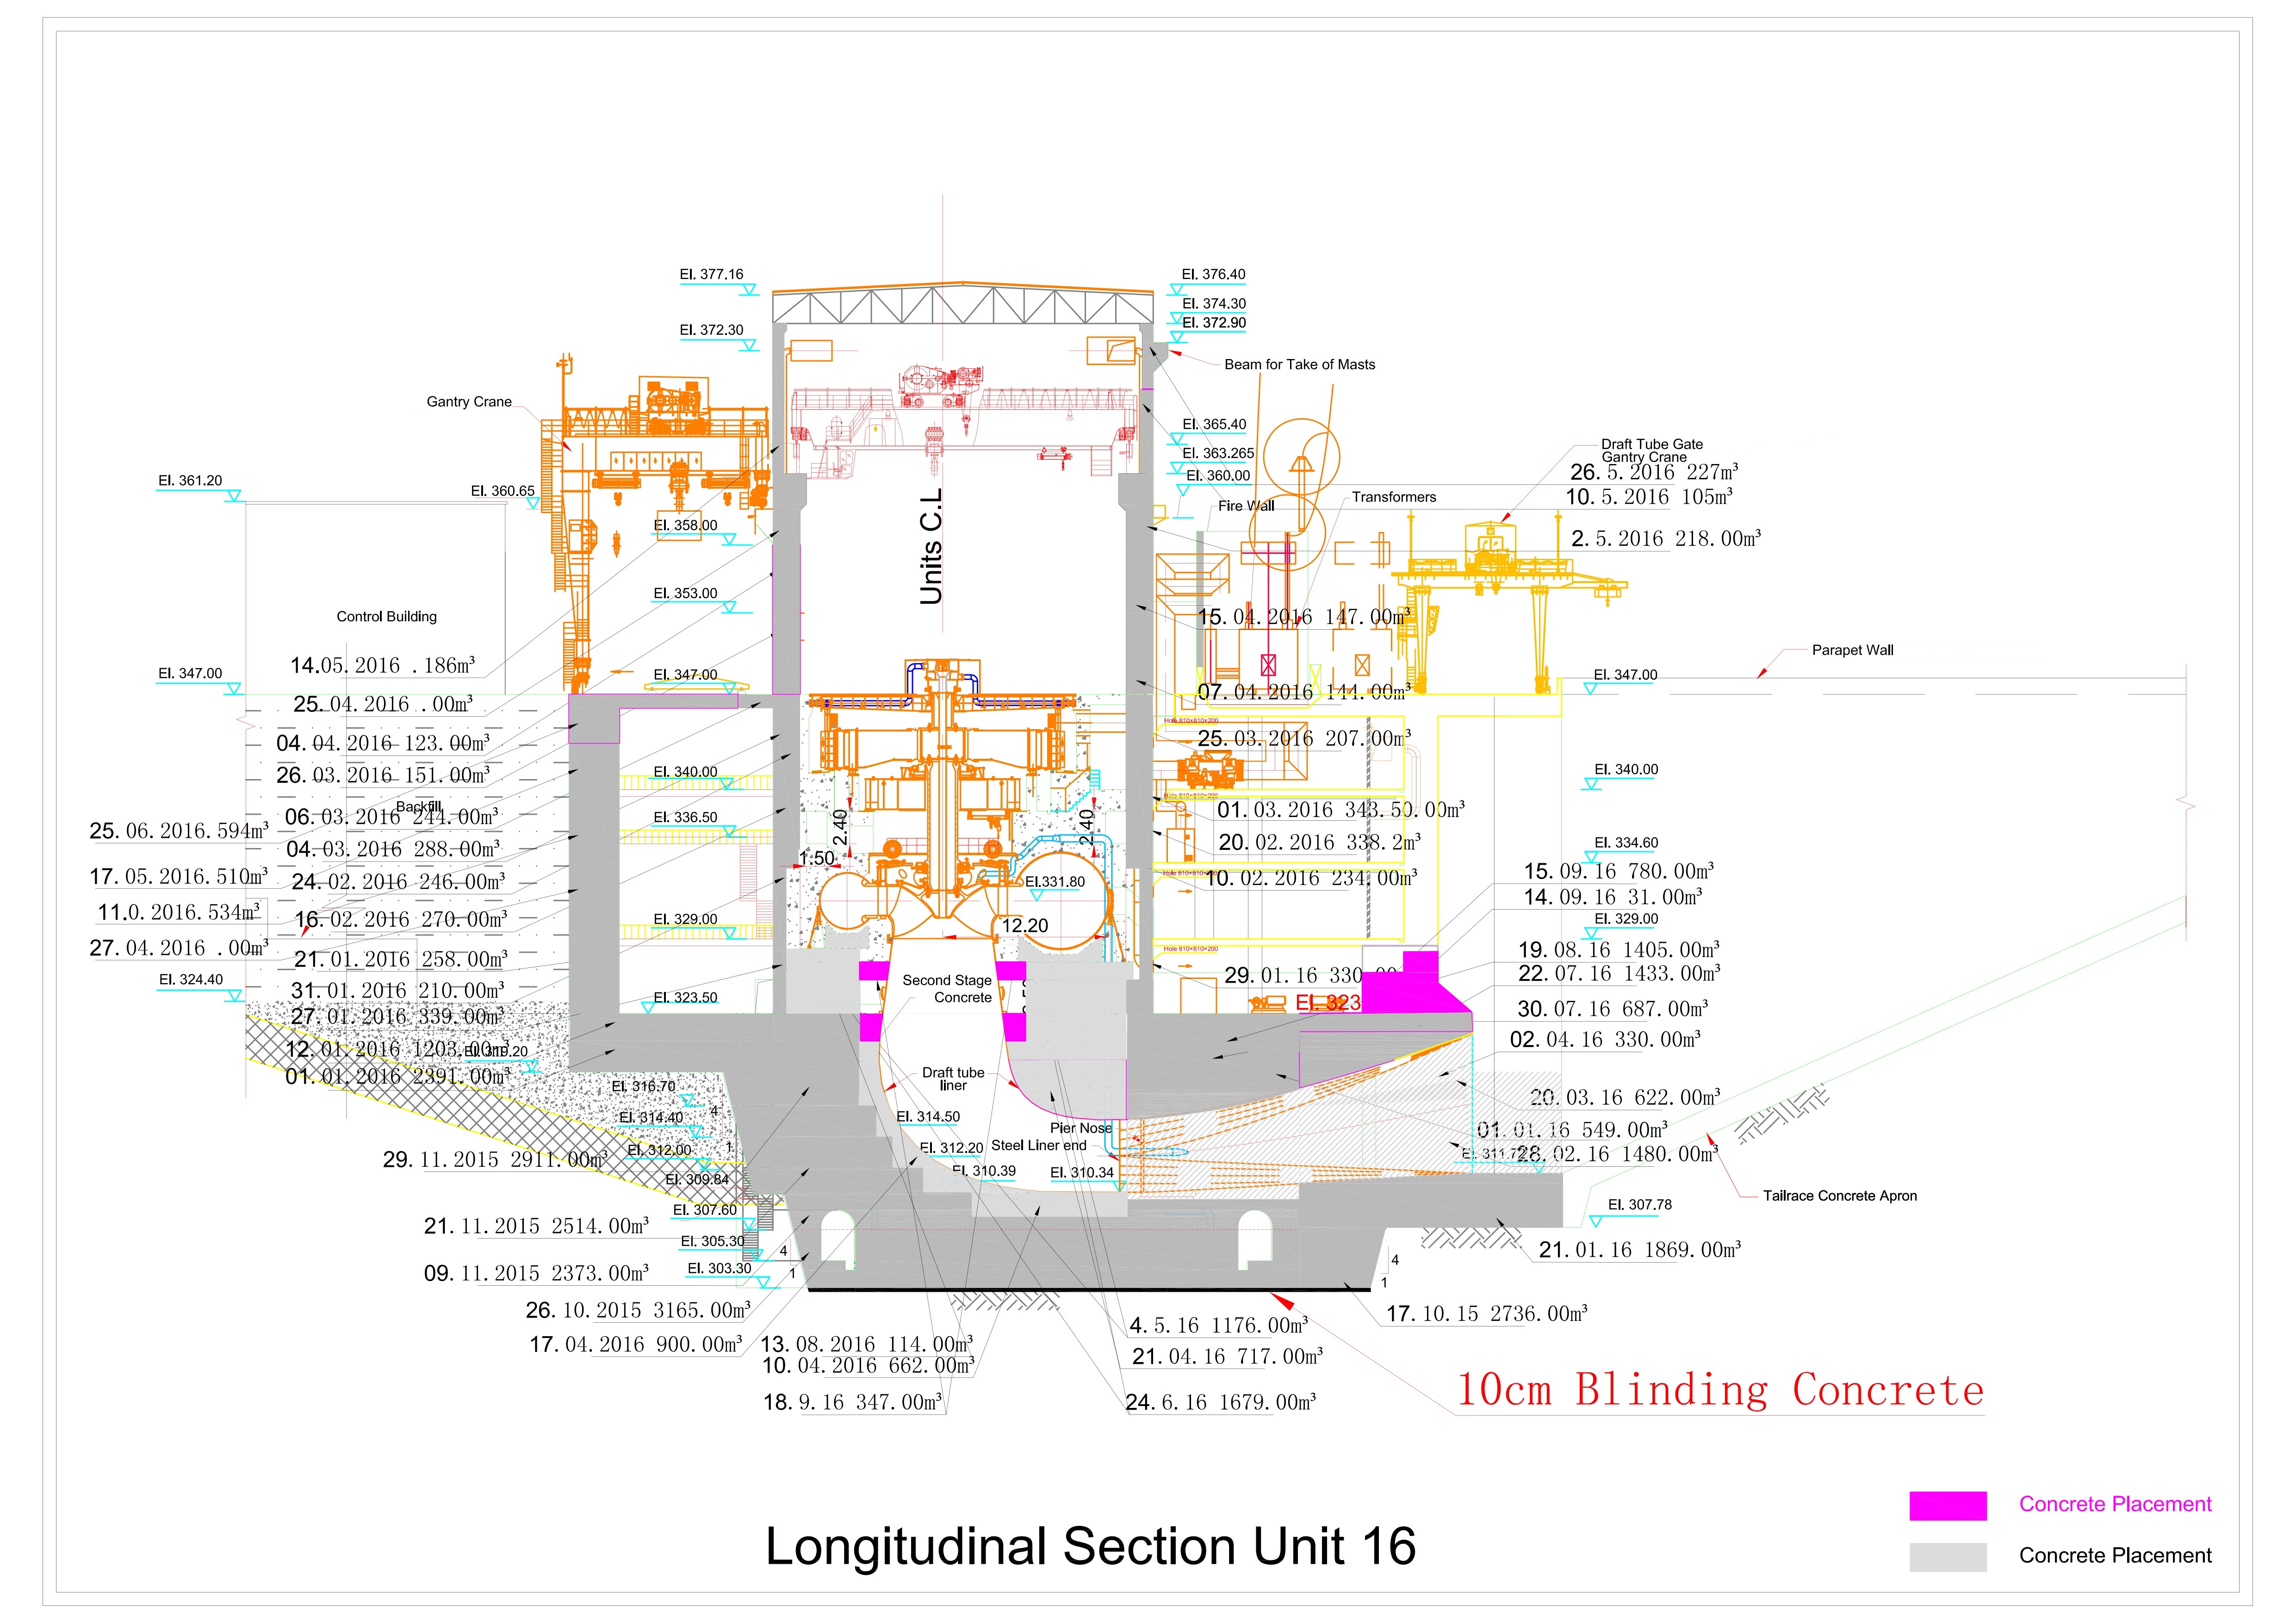 El. 377.16
El. 376.40
El. 374.30
El. 372.90
El. 372.30
Beam for Take of Masts
Gantry Crane
El. 365.40
Draft Tube Gate
Gantry Crane
El. 363.265
26. 5. 2016 227m³
El. 361.20
El. 360.65
El. 360.00
Units C.L
Transformers
10. 5. 2016 105m³
Fire Wall
El. 358.00
2. 5. 2016 218.00m³
El. 353.00
Control Building
15. 04. 2016 147.00m³
Parapet Wall
14.05. 2016 .186m³
El. 347.00
El. 347.00
El. 347.00
07. 04. 2016 144.00m³
25. 04. 2016 .00m³
Hole 810×810×200
04. 04. 2016 123.00m³
25. 03. 2016 207.00m³
26. 03. 2016 151.00m³
El. 340.00
El. 340.00
Hole 810×810×200
Backfill
06. 03. 2016 244.00m³
01. 03. 2016 343.50.00m³
El. 336.50
2.40
2.40
25. 06. 2016.594m³
04. 03. 2016 288.00m³
20. 02. 2016 338.2m³
El. 334.60
1.50
Hole 810×810×200
15. 09. 16 780.00m³
17. 05. 2016.510m³
24. 02. 2016 246.00m³
El.331.80
10. 02. 2016 234.00m³
14. 09. 16 31.00m³
11.0. 2016.534m³
16. 02. 2016 270.00m³
El. 329.00
12.20
El. 329.00
27. 04. 2016 .00m³
21. 01. 2016 258.00m³
Hole 810×810×200
19. 08. 16 1405.00m³
El. 324.40
31. 01. 2016 210.00m³
Second Stage
Concrete
29. 01. 16 330
22. 07. 16 1433.00m³
El. 323.50
El. 323
27. 01. 2016 339.00m³
30. 07. 16 687.00m³
12. 01. 2016 1203.00m³
02. 04. 16 330.00m³
01. 01. 2016 2391.00m³
Draft tube
liner
El. 316.70
4
1
20. 03. 16 622.00m³
El. 314.40
El. 314.50
Pier Nose
01. 01. 16 549.00m³
El. 312.00
El. 312.20
Steel Liner end
28. 02. 16 1480.00m³
29. 11. 2015 2911.00m³
El. 309.84
El. 310.39
El. 310.34
Tailrace Concrete Apron
El. 307.60
El. 307.78
21. 11. 2015 2514.00m³
El. 305.30
4
1
4
1
21. 01. 16 1869.00m³
09. 11. 2015 2373.00m³
El. 303.30
26. 10. 2015 3165.00m³
17. 10. 15 2736.00m³
4. 5. 16 1176.00m³
17. 04. 2016 900.00m³
13. 08. 2016 114.00m³
21. 04. 16 717.00m³
10. 04. 2016 662.00m³
10cm Blinding Concrete
18. 9. 16 347.00m³
24. 6. 16 1679.00m³
Concrete Placement
Longitudinal Section Unit 16
Concrete Placement